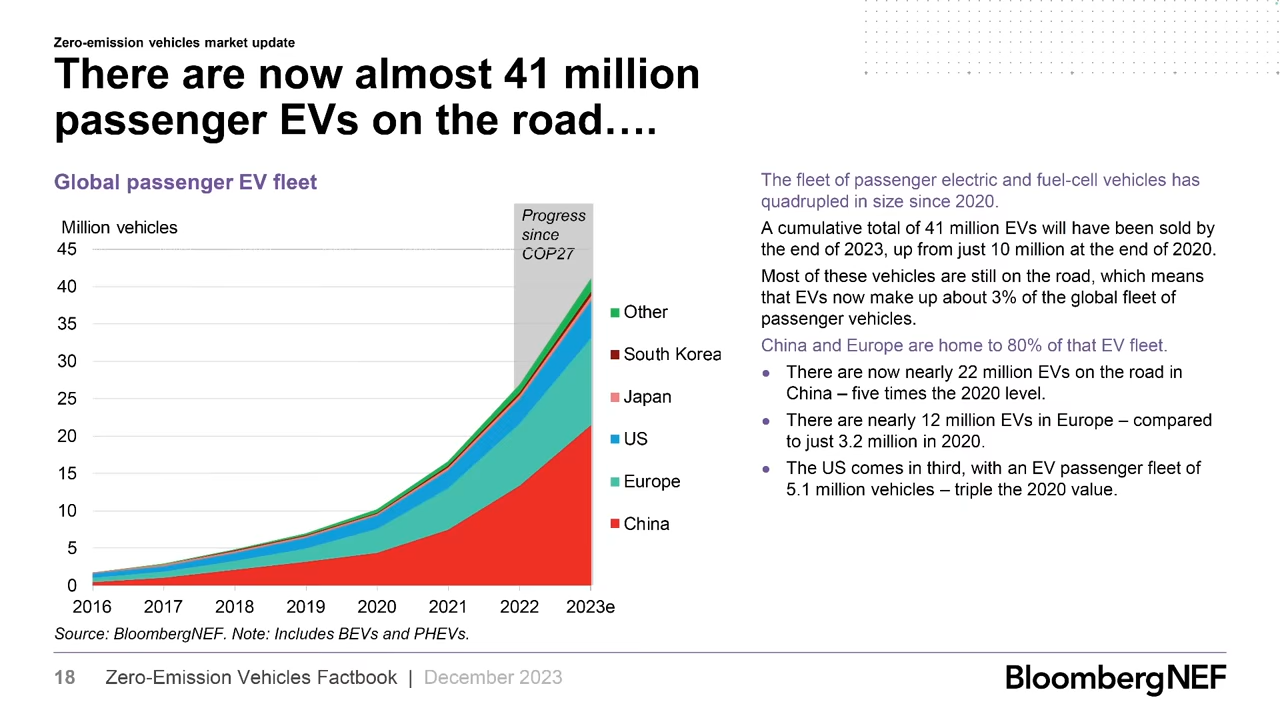 Zero-emission vehicles market update
There are now almost 41 million
passenger EVs on the road….
Global passenger EV fleet
Million vehicles
Progress
since
COP27
45
40
35
30
25
20
15
10
5
0
2016 2017 2018 2019 2020 2021 2022 2023e
Other
South Korea
Japan
US
Europe
China
Source: BloombergNEF. Note: Includes BEVs and PHEVs.
The fleet of passenger electric and fuel-cell vehicles has
quadrupled in size since 2020.
A cumulative total of 41 million EVs will have been sold by
the end of 2023, up from just 10 million at the end of 2020.
Most of these vehicles are still on the road, which means
that EVs now make up about 3% of the global fleet of
passenger vehicles.
China and Europe are home to 80% of that EV fleet.
● There are now nearly 22 million EVs on the road in
China – five times the 2020 level.
● There are nearly 12 million EVs in Europe – compared
to just 3.2 million in 2020.
● The US comes in third, with an EV passenger fleet of
5.1 million vehicles – triple the 2020 value.
18 Zero-Emission Vehicles Factbook | December 2023
BloombergNEF